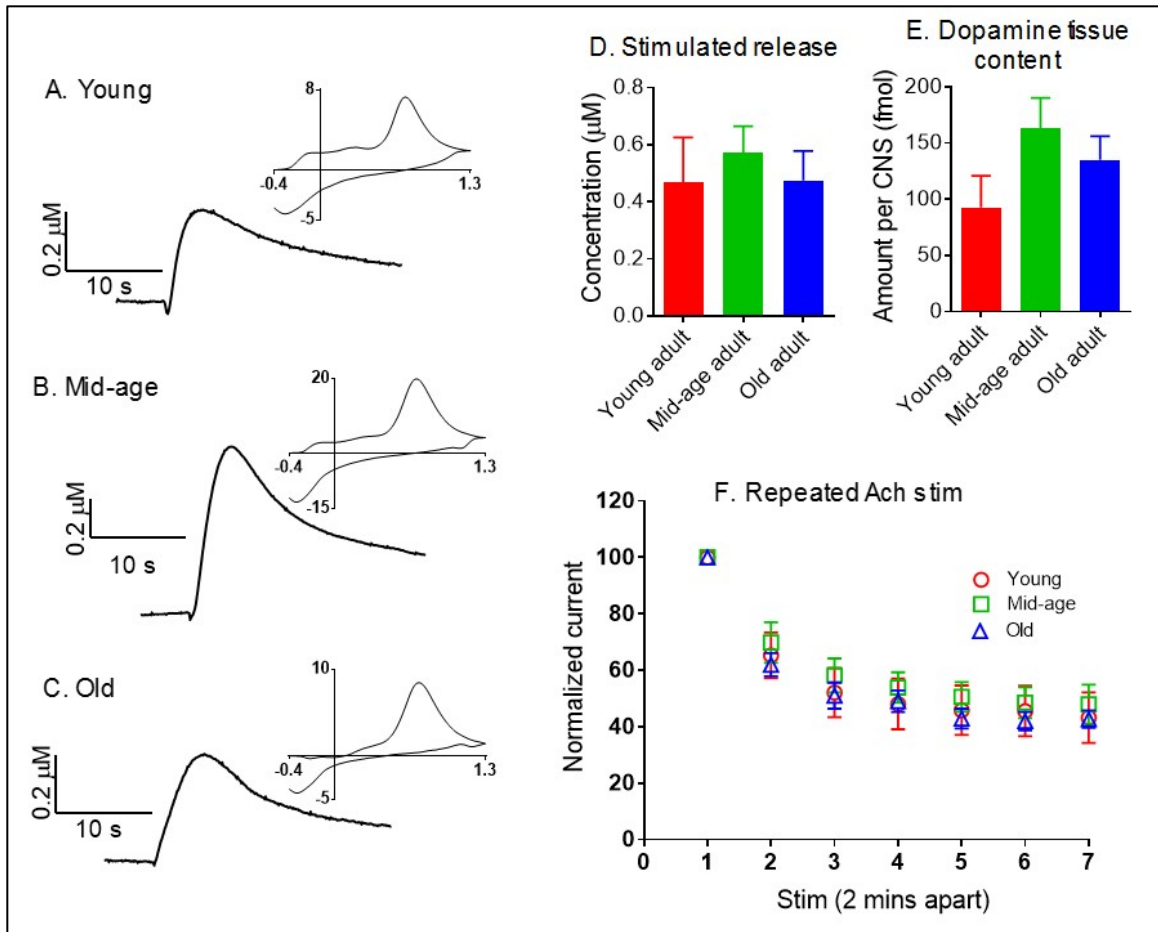 A. Young
8
-0.4
1.3
-5
0.2 µM
10 s
B. Mid-age
20
-0.4
1.3
-15
0.2 µM
10 s
C. Old
10
-0.4
1.3
-5
0.2 µM
10 s
D. Stimulated release
Concentration (µM)
0.8
0.6
0.4
0.2
0.0
Young adult
Mid-age adult
Old adult
E. Dopamine tissue
content
Amount per CNS (fmol)
200
150
100
50
0
Young adult
Mid-age adult
Old adult
F. Repeated Ach stim
Normalized current
120
100
80
60
40
20
0
0 1 2 3 4 5 6 7
Stim (2 mins apart)
Young
Mid-age
Old